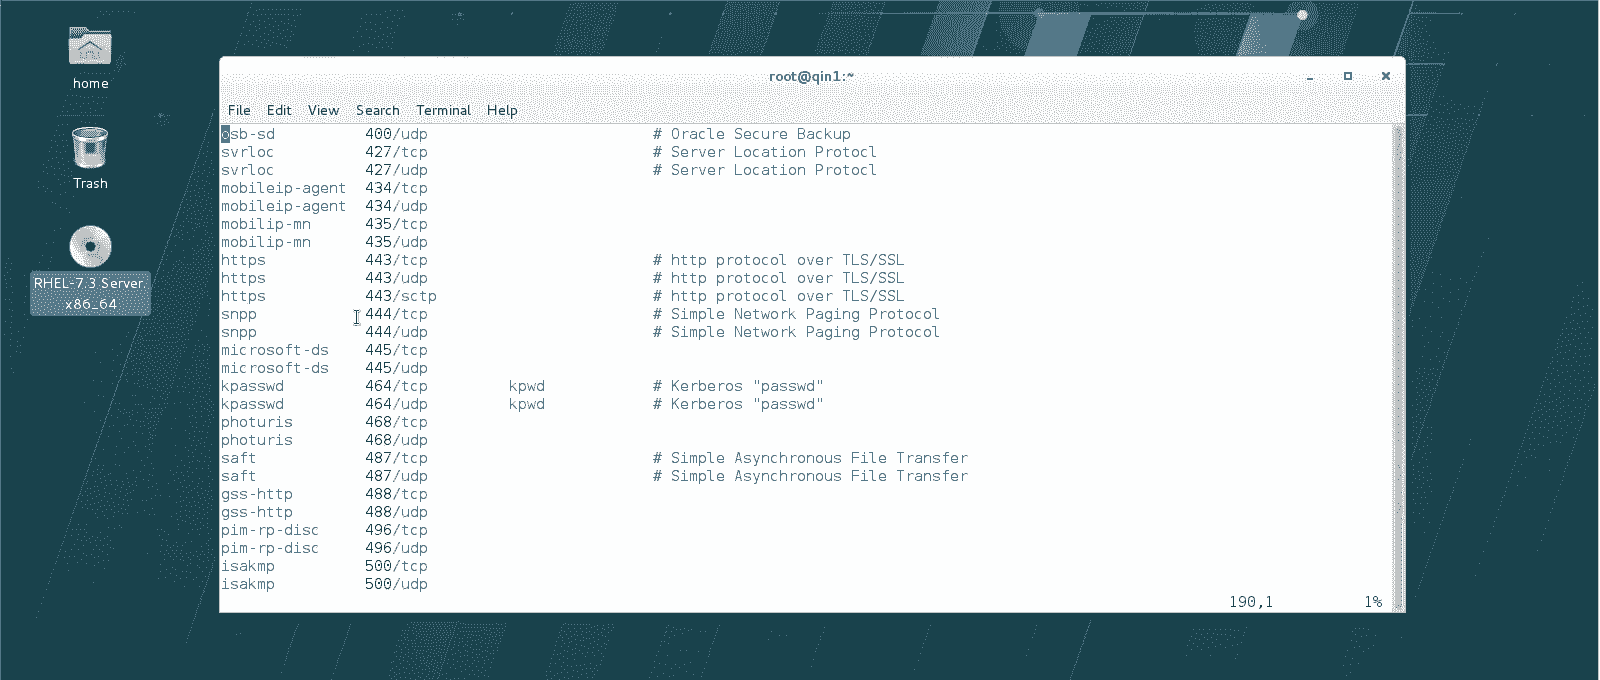 home
Trash
RHEL-7.3 Server.
x86_64
root@qin1:~
File Edit View Search Terminal Help
osb-sd 400/udp # Oracle Secure Backup
svrloc 427/tcp # Server Location Protocl
svrloc 427/udp # Server Location Protocl
mobileip-agent 434/tcp
mobileip-agent 434/udp
mobilip-mn 435/tcp
mobilip-mn 435/udp
https 443/tcp # http protocol over TLS/SSL
https 443/udp # http protocol over TLS/SSL
https 443/sctp # http protocol over TLS/SSL
snpp 444/tcp # Simple Network Paging Protocol
snpp 444/udp # Simple Network Paging Protocol
microsoft-ds 445/tcp
microsoft-ds 445/udp
kpasswd 464/tcp kpwd # Kerberos "passwd"
kpasswd 464/udp kpwd # Kerberos "passwd"
photuris 468/tcp
photuris 468/udp
saft 487/tcp # Simple Asynchronous File Transfer
saft 487/udp # Simple Asynchronous File Transfer
gss-http 488/tcp
gss-http 488/udp
pim-rp-disc 496/tcp
pim-rp-disc 496/udp
isakmp 500/tcp
isakmp 500/udp
190,1 1%